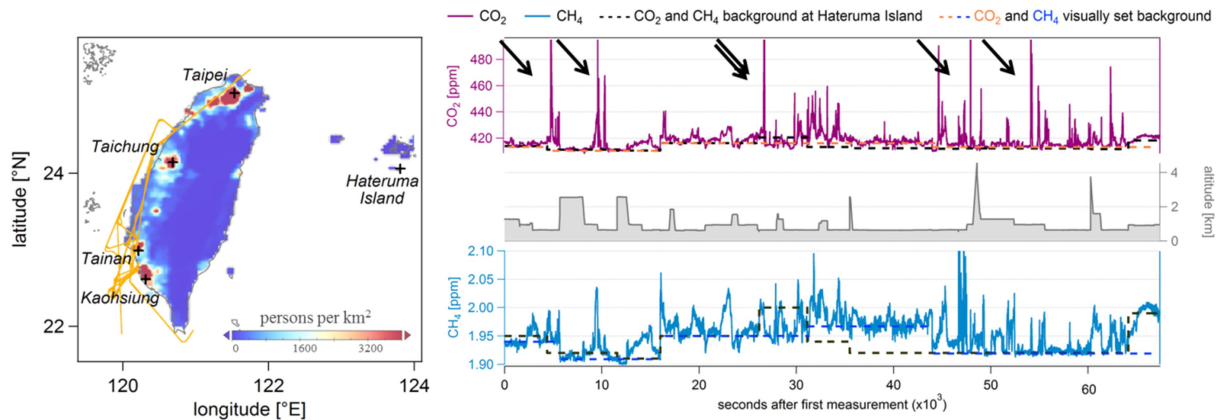 CO₂ CH₄ CO₂ and CH₄ background at Hateruma Island CO₂ and CH₄ visually set background
latitude [°N]
24
22
Taipei
Taichung
Tainan
Kaohsiung
Hateruma
Island
persons per km²
0 1600 3200
120 122 124
longitude [°E]
CO₂ [ppm]
480
460
440
420
altitude [km]
4
2
0
CH₄ [ppm]
2.10
2.05
2.00
1.95
1.90
0 10 20 30 40 50 60
seconds after first measurement (x10³)